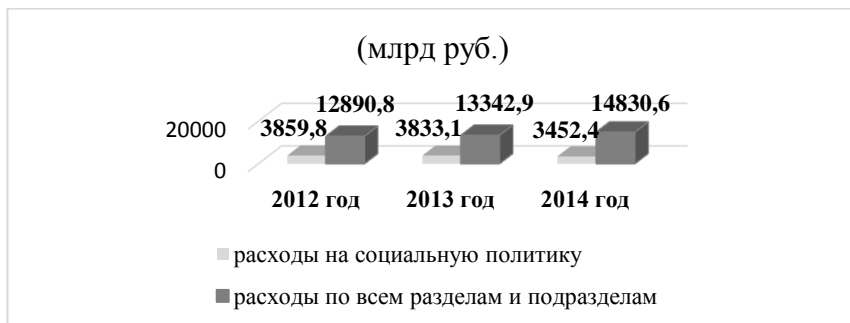 (млрд руб.)
12890,8 13342,9 14830,6
20000 3859,8 3833,1 3452,4
0
2012 год 2013 год 2014 год
расходы на социальную политику
расходы по всем разделам и подразделам